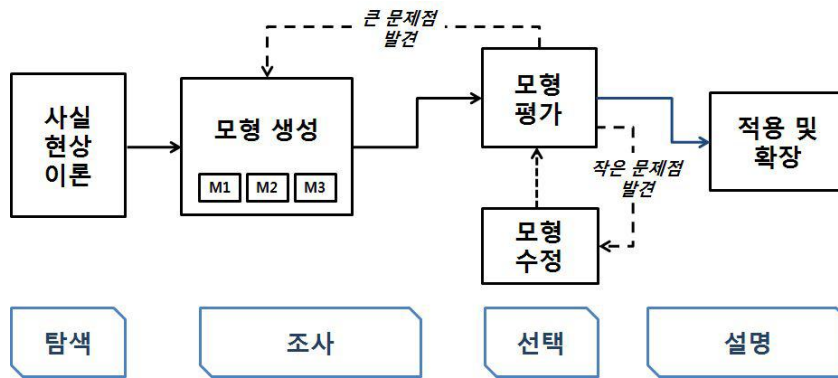 큰 문제점
발견
사실
현상
이론
모형 생성
M1 M2 M3
모형
평가
작은 문제점
발견
모형
수정
적용 및
확장
탐색
조사
선택
설명